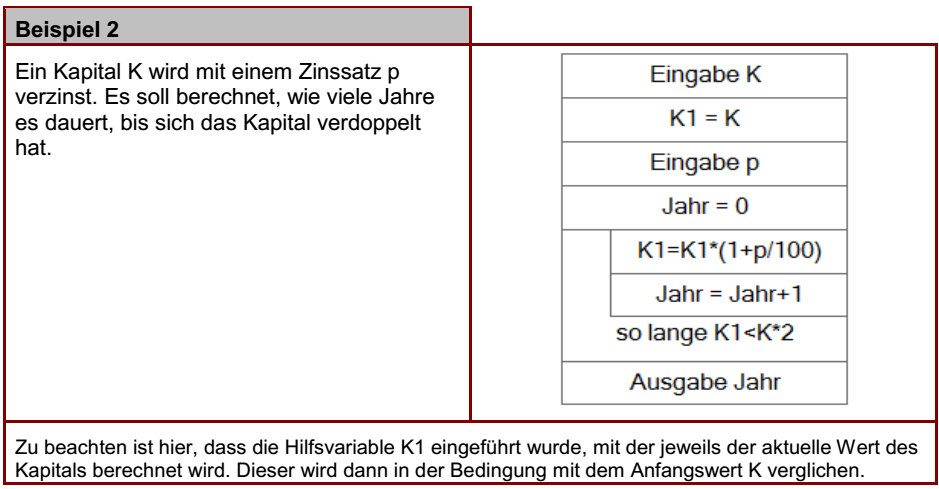 Beispiel 2
Ein Kapital K wird mit einem Zinssatz p
verzinst. Es soll berechnet, wie viele Jahre
es dauert, bis sich das Kapital verdoppelt
hat.
Eingabe K
K1 = K
Eingabe p
Jahr = 0
K1=K1*(1+p/100)
Jahr = Jahr+1
so lange K1<K*2
Ausgabe Jahr
Zu beachten ist hier, dass die Hilfsvariable K1 eingeführt wurde, mit der jeweils der aktuelle Wert des
Kapitals berechnet wird. Dieser wird dann in der Bedingung mit dem Anfangswert K verglichen.